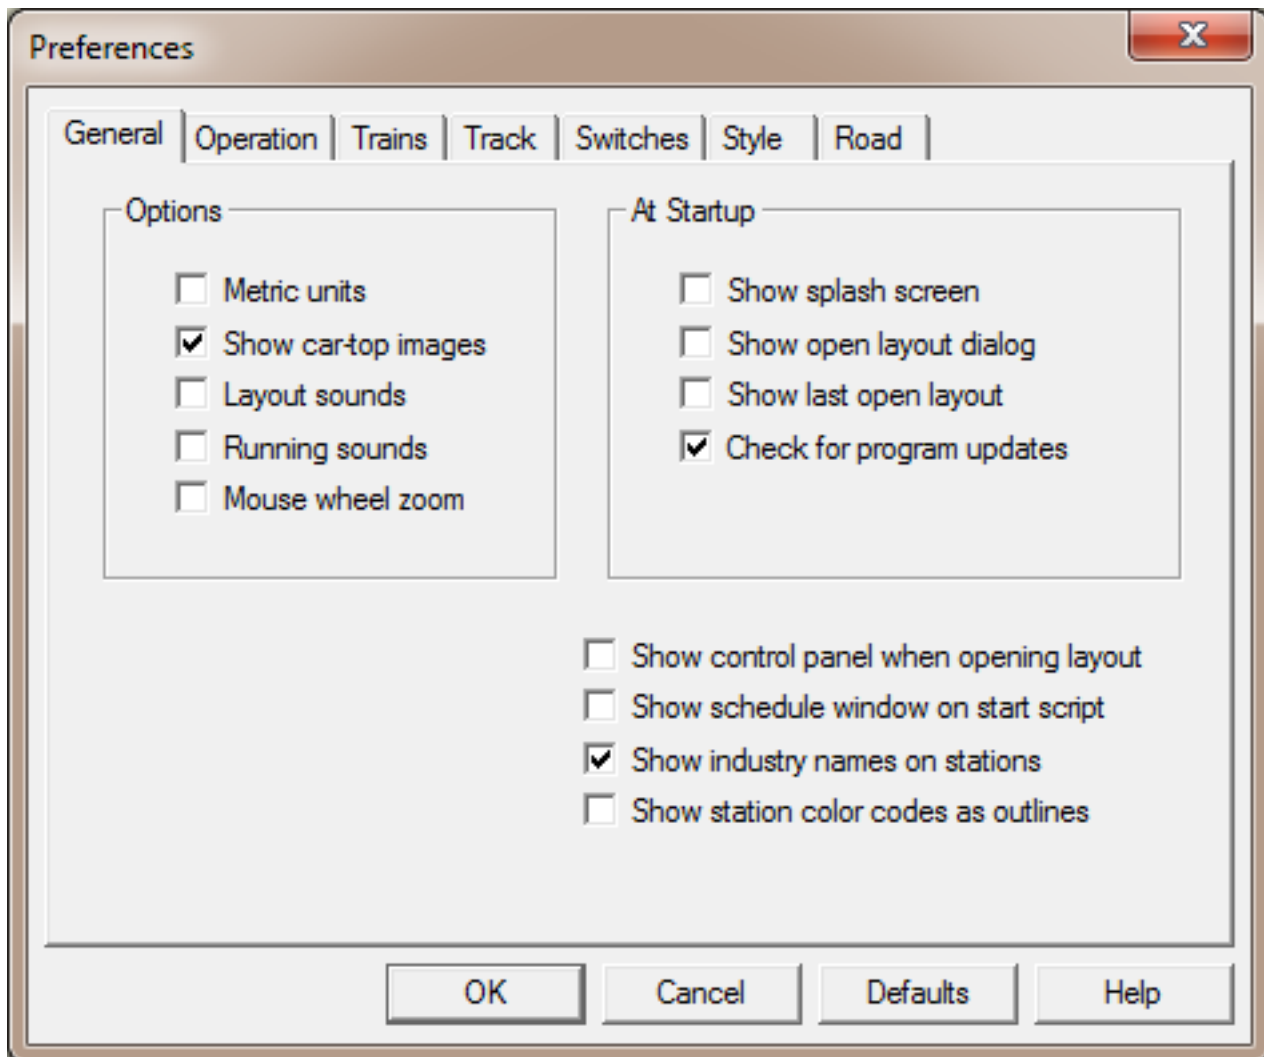 Preferences
General Operation Trains Track Switches Style Road
Options
Metric units
Show car-top images
Layout sounds
Running sounds
Mouse wheel zoom
At Startup
Show splash screen
Show open layout dialog
Show last open layout
Check for program updates
Show control panel when opening layout
Show schedule window on start script
Show industry names on stations
Show station color codes as outlines
OK Cancel Defaults Help